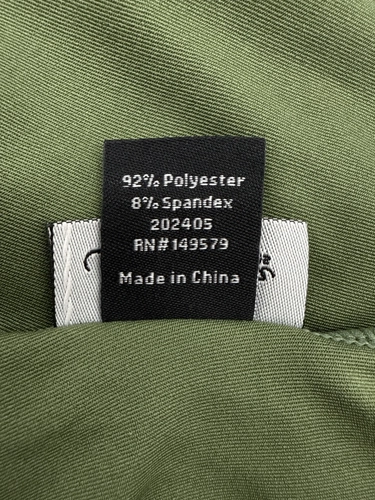 92% Polyester
8% Spandex
202405
RN#149579
Made in China